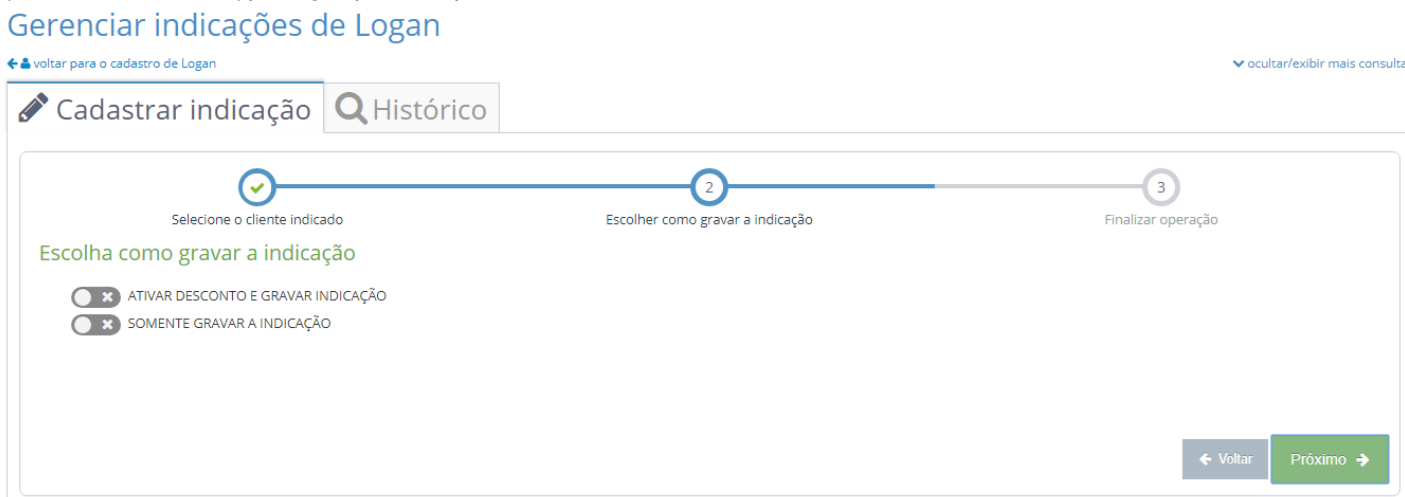 Gerenciar indicações de Logan
voltar para o cadastro de Logan
ocultar/exibir mais consulta
Cadastrar indicação
Histórico
2
3
Selecione o cliente indicado
Escolher como gravar a indicação
Finalizar operação
Escolha como gravar a indicação
ATIVAR DESCONTO E GRAVAR INDICAÇÃO
SOMENTE GRAVAR A INDICAÇÃO
Voltar
Próximo